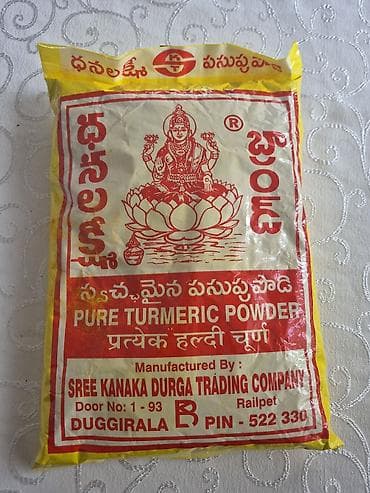 ధనలక్ష్మీ పసుపుపొడి
ధనలక్ష్మీ
®
బ్రాండ్
స్వచ్ఛమైన పసుపుపొడి
PURE TURMERIC POWDER
प्रत्येक हल्दी चूर्ण
Manufactured By :
SREE KANAKA DURGA TRADING COMPANY
Door No: 1 - 93 Railpet
DUGGIRALA PIN - 522 330